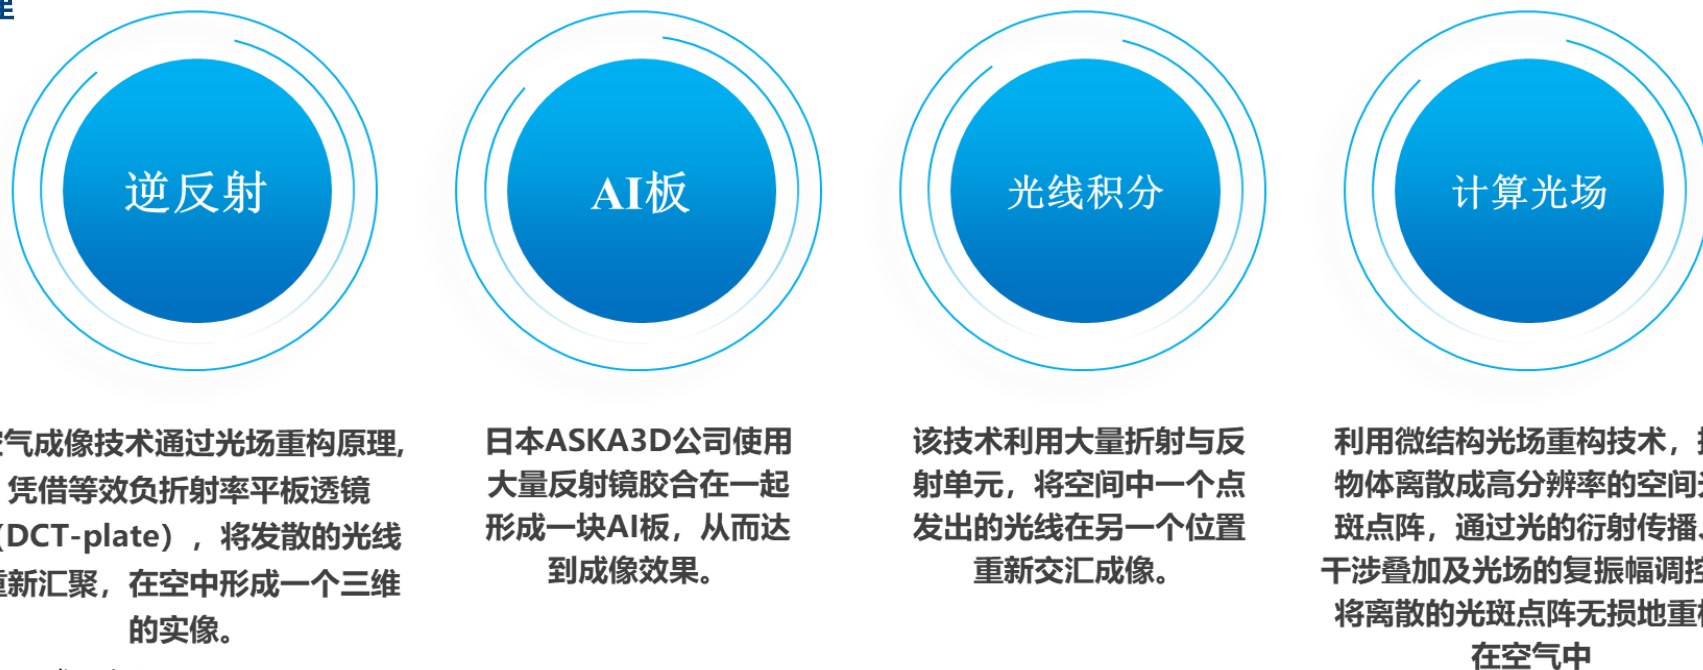 理
逆反射
AI板
光线积分
计算光场
空气成像技术通过光场重构原理,
凭借等效负折射率平板透镜
（DCT-plate），将发散的光线
重新汇聚，在空中形成一个三维
的实像。
日本ASKA3D公司使用
大量反射镜胶合在一起
形成一块AI板，从而达
到成像效果。
该技术利用大量折射与反
射单元，将空间中一个点
发出的光线在另一个位置
重新交汇成像。
利用微结构光场重构技术，
物体离散成高分辨率的空间光
斑点阵，通过光的衍射传播、
干涉叠加及光场的复振幅调控
将离散的光斑点阵无损地重构
在空气中